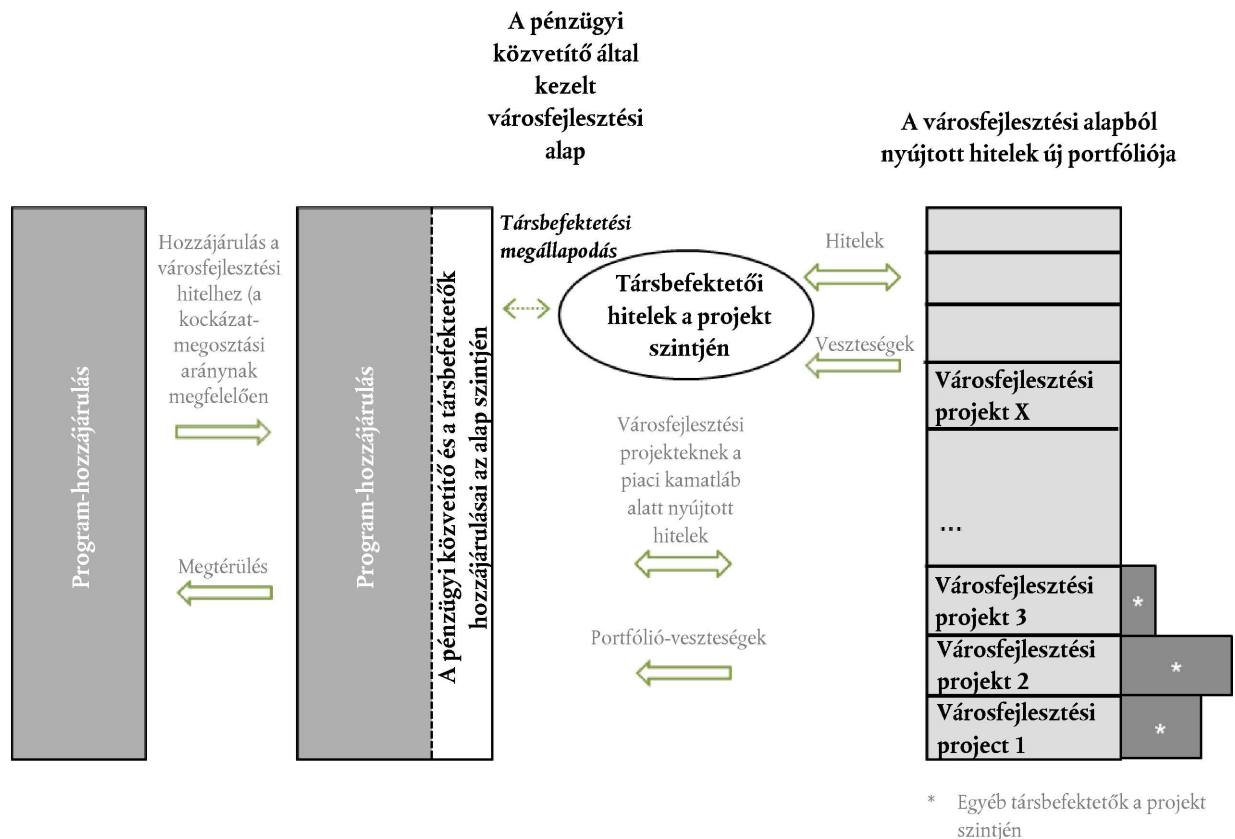 A pénzügyi
közvetítő által
kezelt
városfejlesztési
alap
A városfejlesztési alapból
nyújtott hitelek új portfóliója
Program-hozzájárulás
Hozzájárulás a
városfejlesztési
hitelhez (a
kockázat-
megosztási
aránynak
megfelelően
Megtérülés
Program-hozzájárulás
A pénzügyi közvetítő és a társbefektetők
hozzájárulásai az alap szintjén
Társbefektetési
megállapodás
Társbefektetői
hitelek a projekt
szintjén
Hitelek
Veszteségek
Városfejlesztési
projekteknek a
piaci kamatláb
alatt nyújtott
hitelek
Portfólió-veszteségek
Városfejlesztési
projekt X
...
Városfejlesztési
projekt 3
*
Városfejlesztési
projekt 2
*
Városfejlesztési
project 1
*
* Egyéb társbefektetők a projekt
szintjén